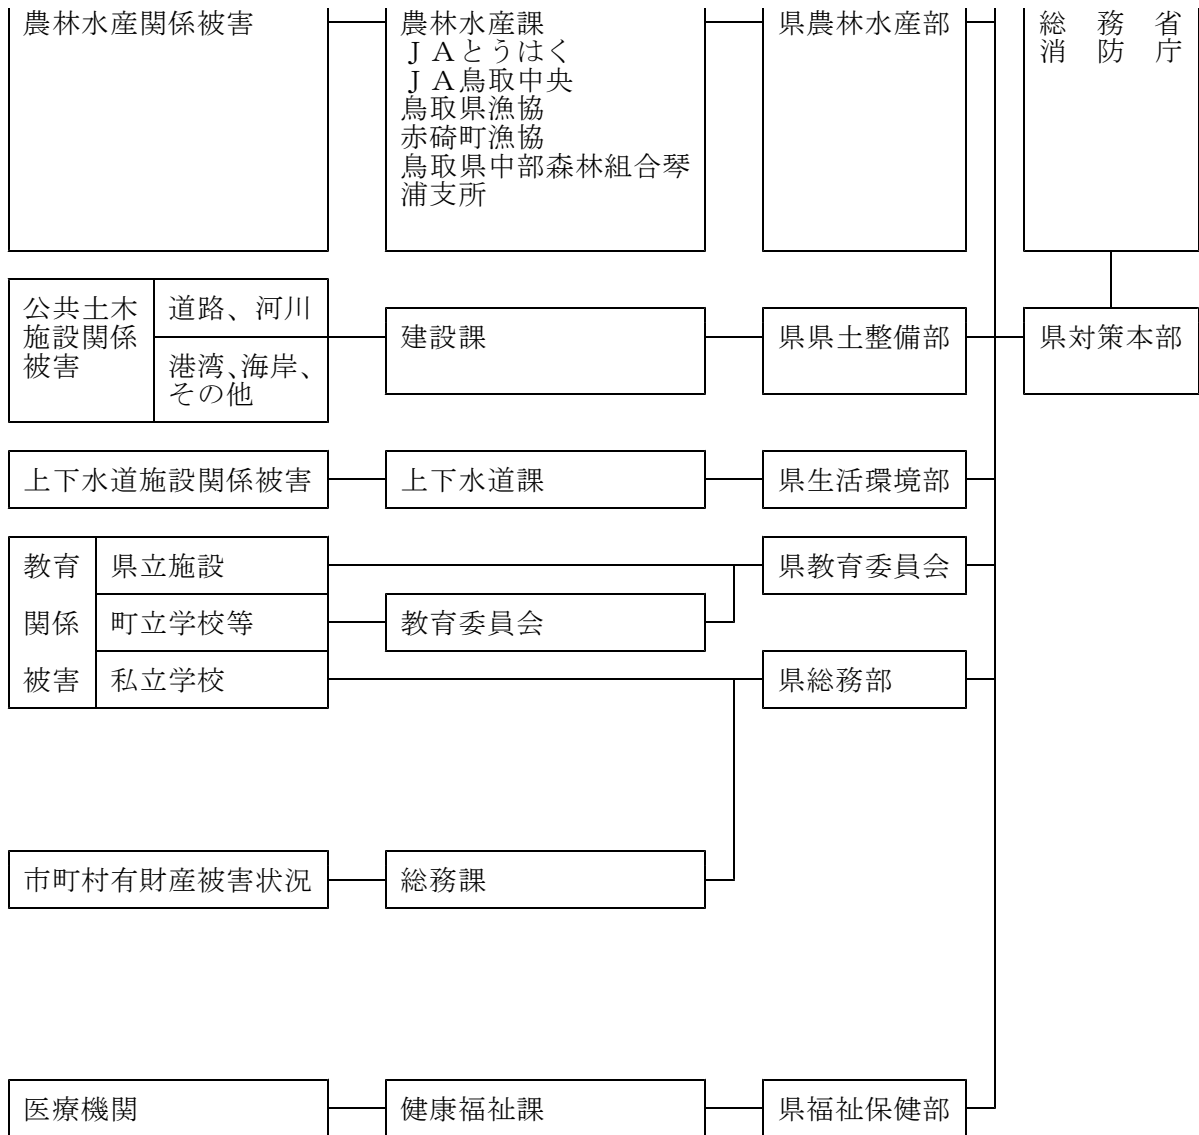 農林水産関係被害
農林水産課
ＪＡとうはく
ＪＡ鳥取中央
鳥取県漁協
赤碕町漁協
鳥取県中部森林組合琴
浦支所
県農林水産部
総務省
消防庁
公共土木
施設関係
被害
道路、河川
港湾、海岸、
その他
建設課
県県土整備部
県対策本部
上下水道施設関係被害
上下水道課
県生活環境部
教育
関係
被害
県立施設
町立学校等
私立学校
教育委員会
県教育委員会
県総務部
市町村有財産被害状況
総務課
医療機関
健康福祉課
県福祉保健部